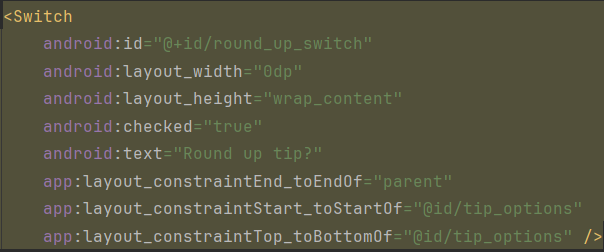 <Switch
android:id="@+id/round_up_switch"
android:layout_width="0dp"
android:layout_height="wrap_content"
android:checked="true"
android:text="Round up tip?"
app:layout_constraintEnd_toEndOf="parent"
app:layout_constraintStart_toStartOf="@id/tip_options"
app:layout_constraintTop_toBottomOf="@id/tip_options" />